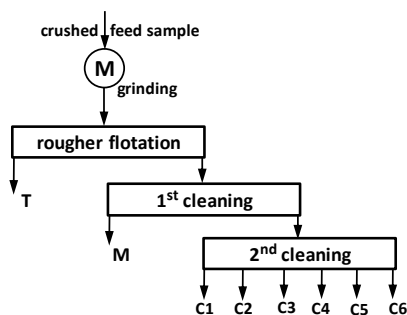 crushed feed sample
M
grinding
rougher flotation
T
1st cleaning
M
2nd cleaning
C1 C2 C3 C4 C5 C6